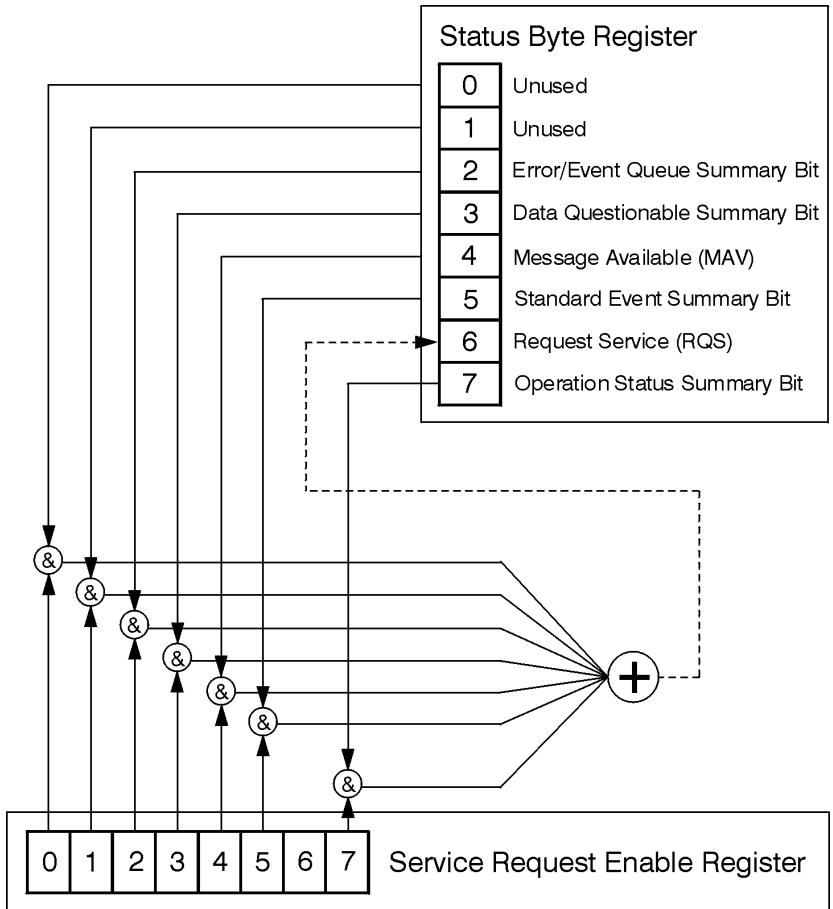 Status Byte Register
0 Unused
1 Unused
2 Error/Event Queue Summary Bit
3 Data Questionable Summary Bit
4 Message Available (MAV)
5 Standard Event Summary Bit
6 Request Service (RQS)
7 Operation Status Summary Bit
&
&
&
&
&
&
+
&
0 1 2 3 4 5 6 7 Service Request Enable Register